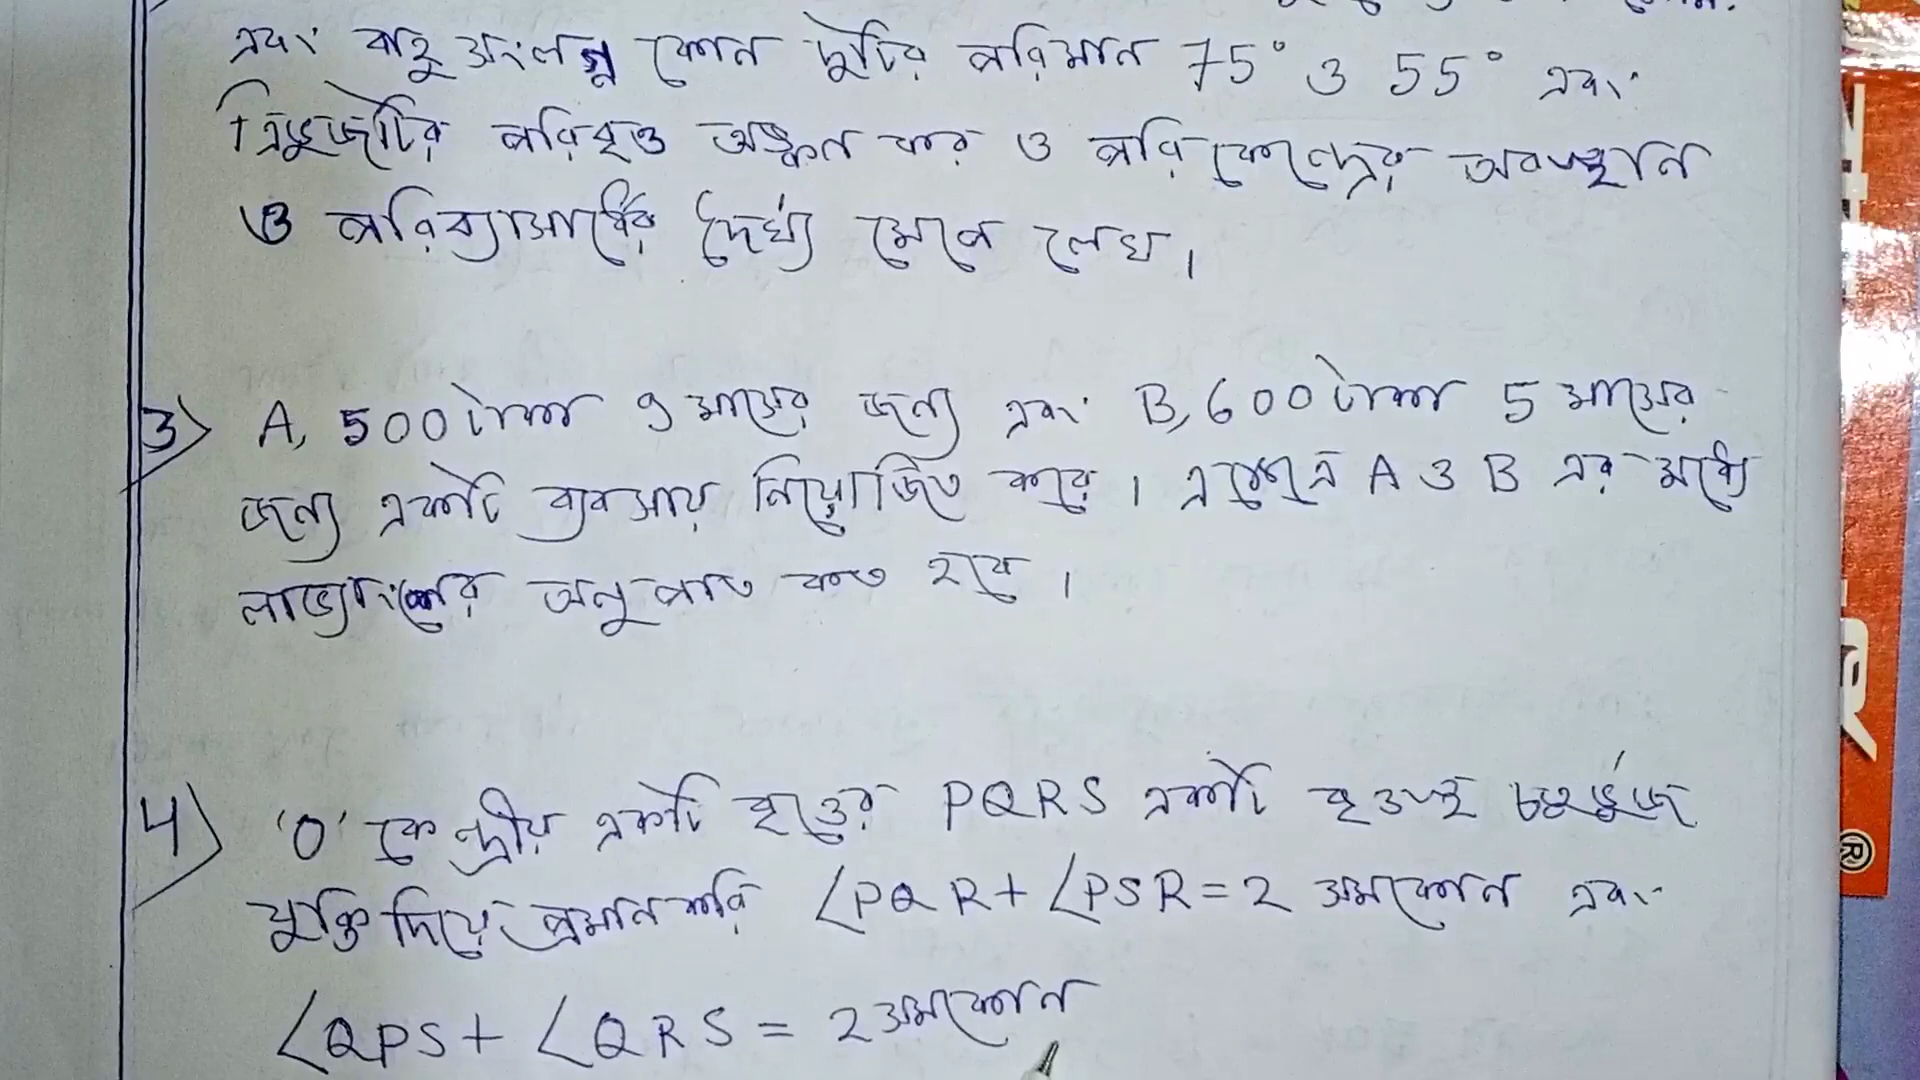 এবং বাহু সংলগ্ন কোন দুটির পরিমান 75° ও 55° এবং
ত্রিভুজটির পরিবৃত্ত অঙ্কন কর ও পরিকেন্দ্রের অবস্থান
ও পরিব্যাসার্ধের দৈর্ঘ্য মেপে লেখ।
3) A, 500 টাকা 9 মাসের জন্য এবং B, 600 টাকা 5 মাসের
জন্য একটি ব্যবসায় নিয়োজিত করে। এক্ষেত্রে A ও B এর মধ্যে
লভ্যাংশের অনুপাত কত হবে।
4) 'O' কেন্দ্রীয় একটি বৃত্তের PQRS একটি বৃত্তস্থ চতুর্ভুজ
যুক্তি দিয়ে প্রমান করি ∠PQR + ∠PSR = 2 সমকোন এবং
∠QPS + ∠QRS = 2 সমকোন